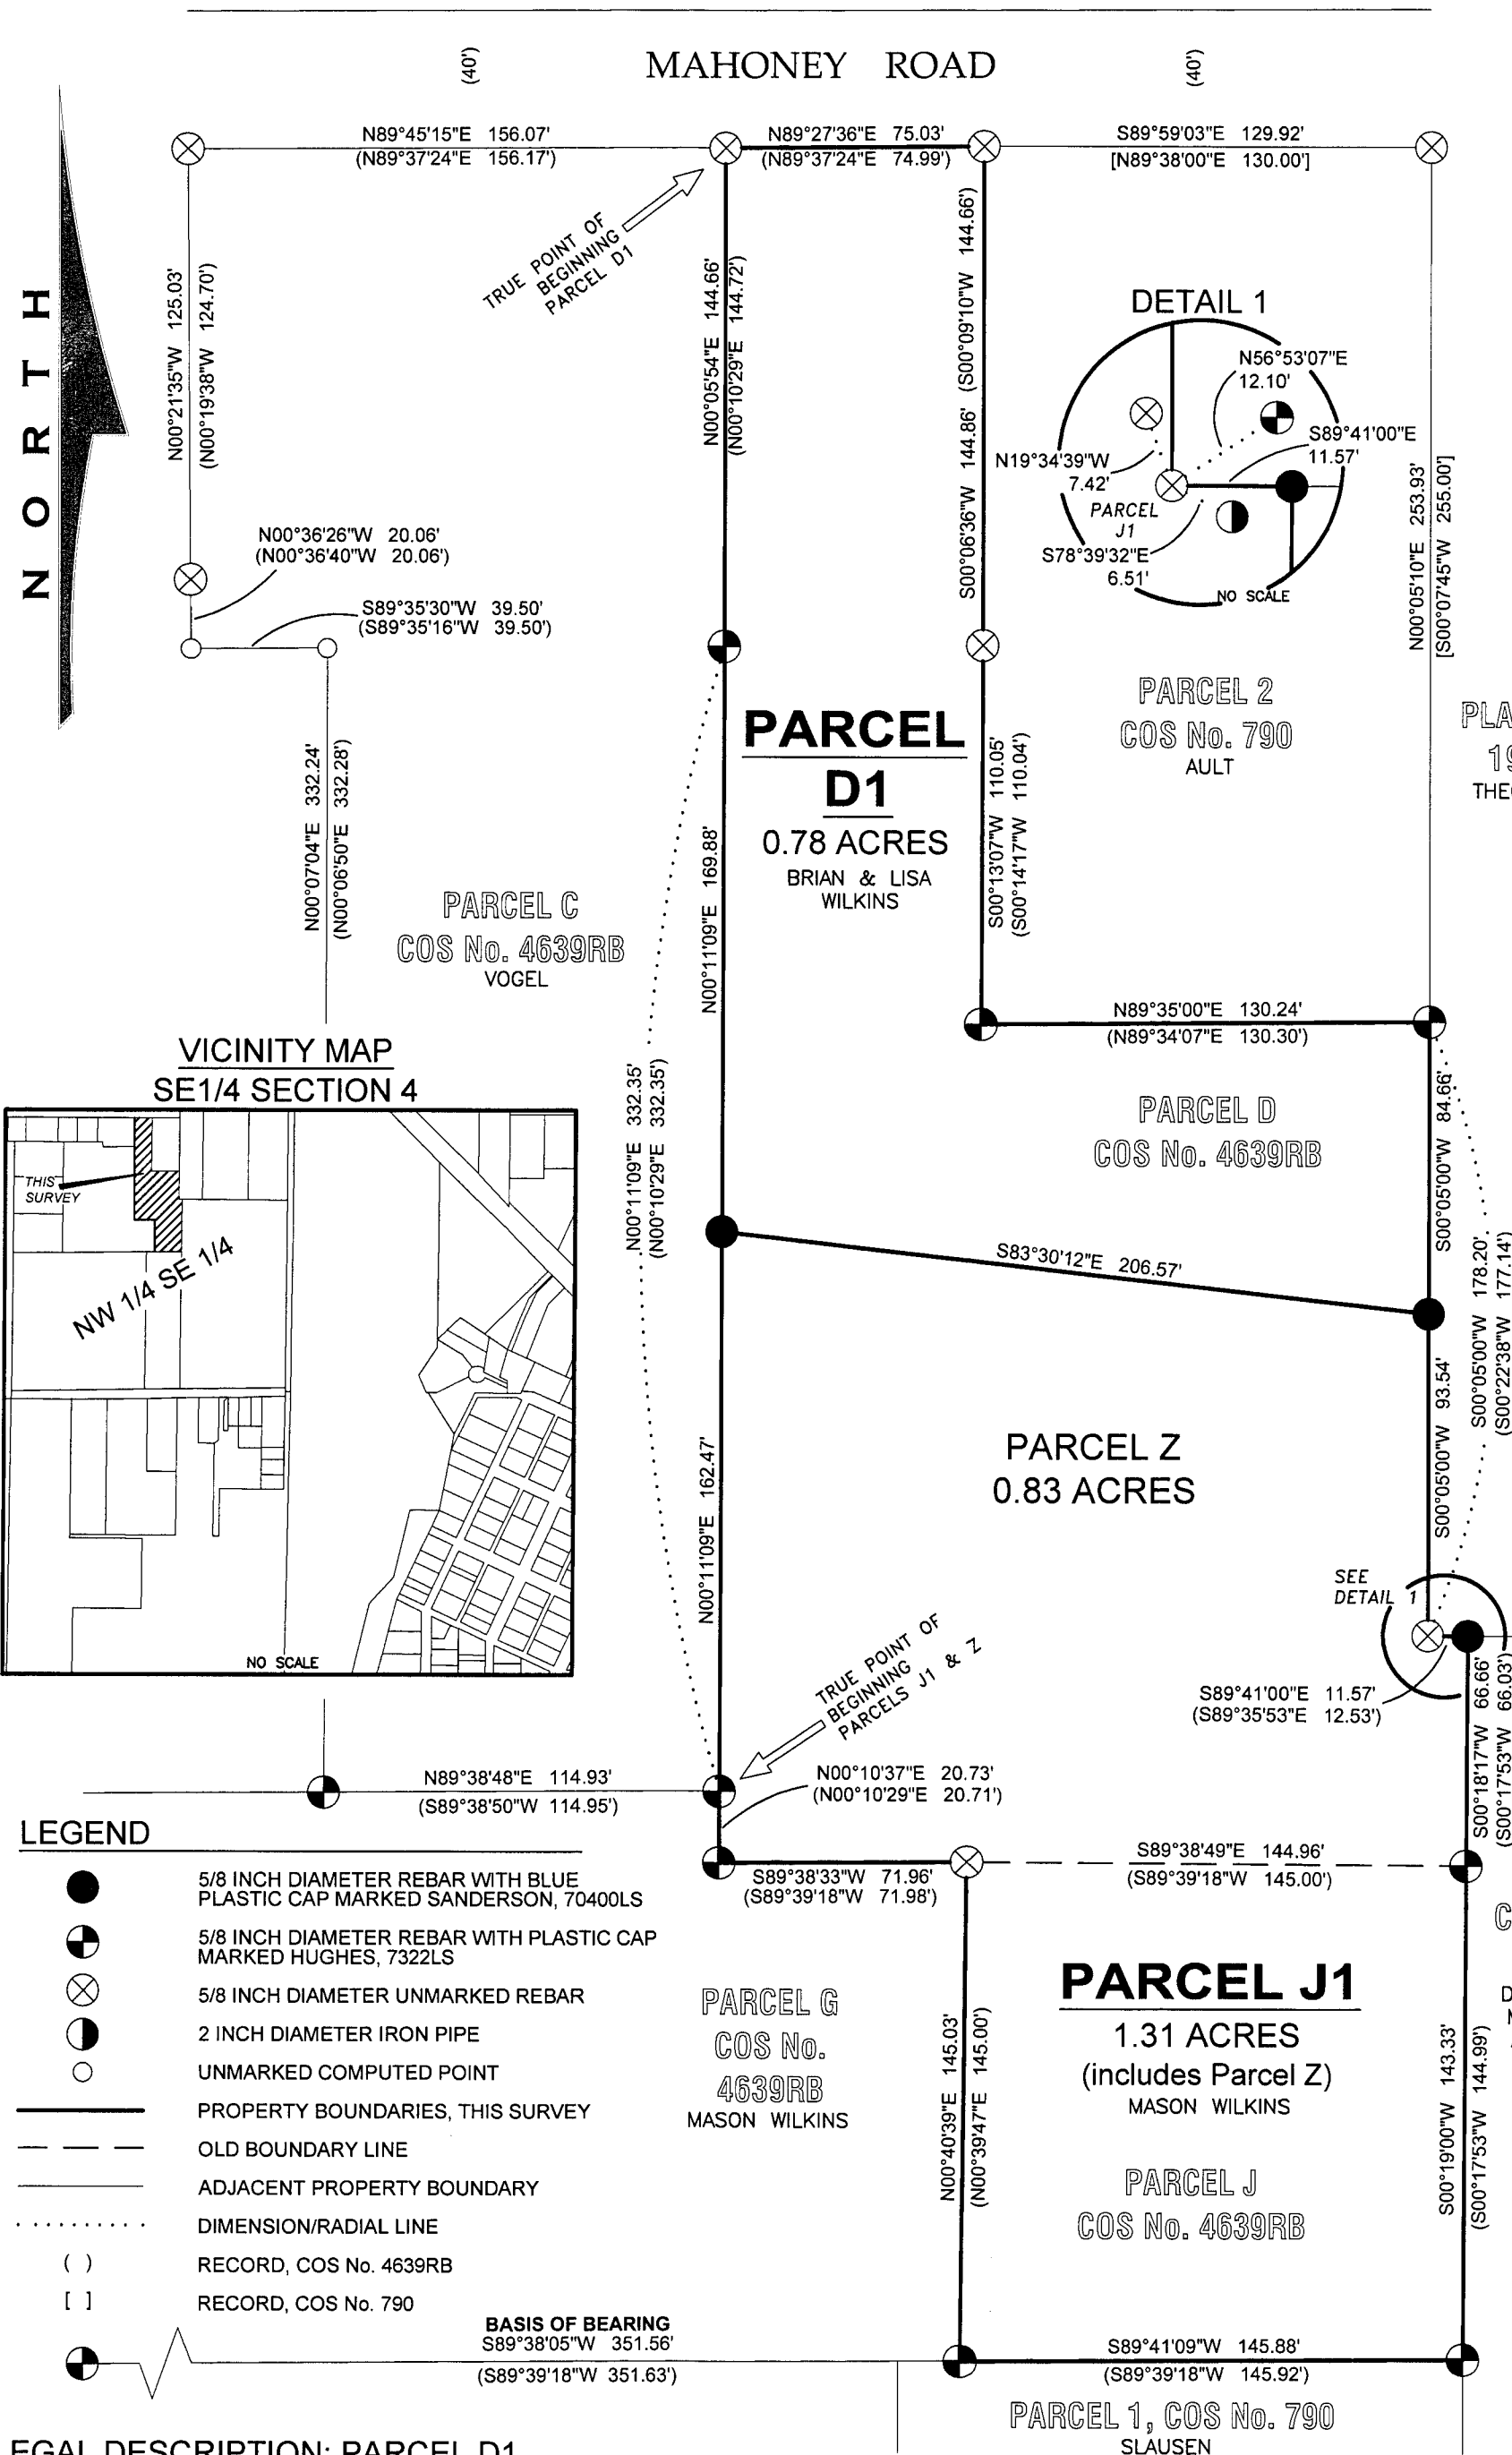 MAHONEY ROAD
(40')
(40')
N89°45'15"E 156.07'
(N89°37'24"E 156.17')
N89°27'36"E 75.03'
(N89°37'24"E 74.99')
S89°59'03"E 129.92'
[N89°38'00"E 130.00']
NORTH
N00°21'35"W 125.03'
(N00°19'38"W 124.70')
TRUE POINT OF
BEGINNING
PARCEL D1
N00°05'54"E 144.66'
(N00°10'29"E 144.72')
S00°06'36"W 144.86' (S00°09'10"W 144.66')
DETAIL 1
N56°53'07"E
12.10'
S89°41'00"E
11.57'
N19°34'39"W
7.42'
PARCEL
J1
S78°39'32"E
6.51'
NO SCALE
N00°05'10"E 253.93'
[S00°07'45"W 255.00']
N00°36'26"W 20.06'
(N00°36'40"W 20.06')
S89°35'30"W 39.50'
(S89°35'16"W 39.50')
N00°07'04"E 332.24'
(N00°06'50"E 332.28')
PARCEL
D1
0.78 ACRES
BRIAN & LISA
WILKINS
N00°11'09"E 169.88'
S00°13'07"W 110.05'
(S00°14'17"W 110.04')
PARCEL 2
COS No. 790
AULT
PLA
19
THE
PARCEL C
COS No. 4639RB
VOGEL
N89°35'00"E 130.24'
(N89°34'07"E 130.30')
PARCEL D
COS No. 4639RB
S00°05'00"W 84.66'
S00°05'00"W 178.20'
(S00°22'38"W 177.14')
N00°11'09"E 332.35'
(N00°10'29"E 332.35')
VICINITY MAP
SE1/4 SECTION 4
THIS
SURVEY
NW 1/4 SE 1/4
NO SCALE
S83°30'12"E 206.57'
PARCEL Z
0.83 ACRES
N00°11'09"E 162.47'
S00°05'00"W 93.54'
SEE
DETAIL 1
TRUE POINT OF
BEGINNING
PARCELS J1 & Z
S89°41'00"E 11.57'
(S89°35'53"E 12.53')
S00°18'17"W 66.66'
(S00°17'53"W 66.03')
N89°38'48"E 114.93'
(S89°38'50"W 114.95')
N00°10'37"E 20.73'
(N00°10'29"E 20.71')
S89°38'33"W 71.96'
(S89°39'18"W 71.98')
S89°38'49"E 144.96'
(S89°39'18"W 145.00')
LEGEND
5/8 INCH DIAMETER REBAR WITH BLUE
PLASTIC CAP MARKED SANDERSON, 70400LS
5/8 INCH DIAMETER REBAR WITH PLASTIC CAP
MARKED HUGHES, 7322LS
5/8 INCH DIAMETER UNMARKED REBAR
2 INCH DIAMETER IRON PIPE
UNMARKED COMPUTED POINT
PROPERTY BOUNDARIES, THIS SURVEY
OLD BOUNDARY LINE
ADJACENT PROPERTY BOUNDARY
DIMENSION/RADIAL LINE
( ) RECORD, COS No. 4639RB
[ ] RECORD, COS No. 790
PARCEL G
COS No.
4639RB
MASON WILKINS
N00°40'39"E 145.03'
(N00°39'47"E 145.00')
PARCEL J1
1.31 ACRES
(includes Parcel Z)
MASON WILKINS
PARCEL J
COS No. 4639RB
S00°19'00"W 143.33'
(S00°17'53"W 144.99')
C
BASIS OF BEARING
S89°38'05"W 351.56'
(S89°39'18"W 351.63')
S89°41'09"W 145.88'
(S89°39'18"W 145.92')
PARCEL 1, COS No. 790
SLAUSEN
EGAL DESCRIPTION: PARCEL D1